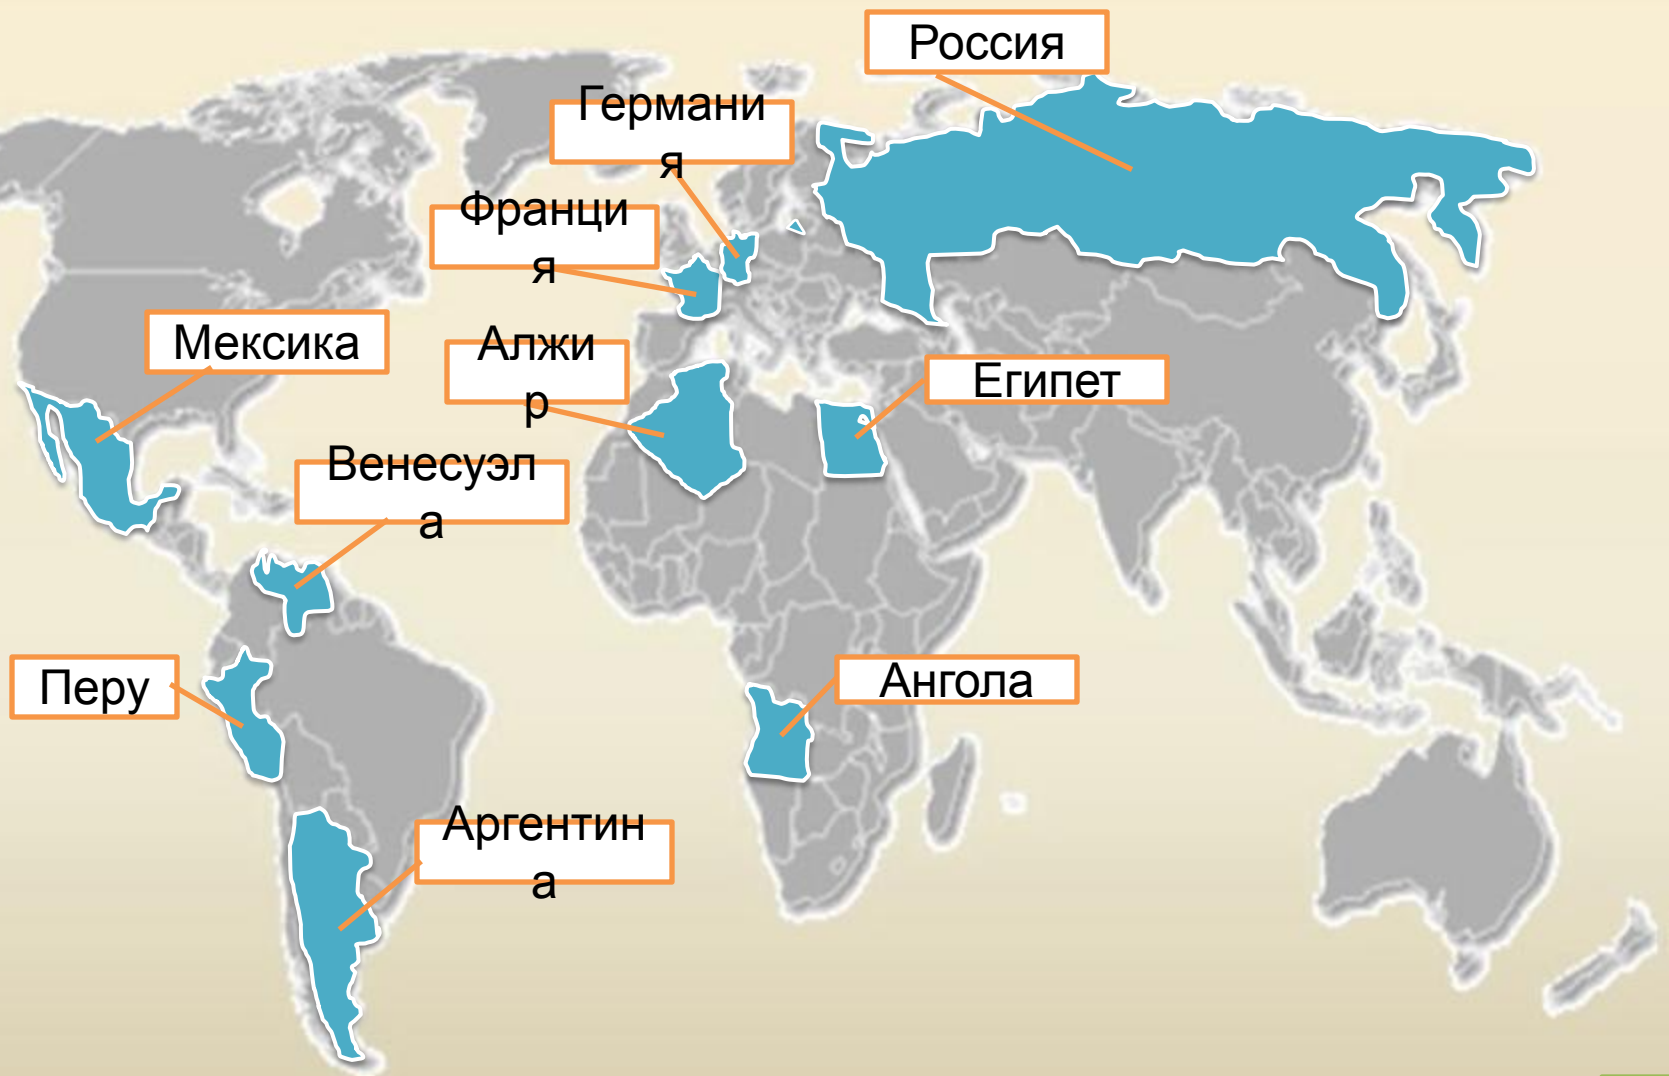 Россия
Германи
я
Франци
я
Мексика
Алжи
р
Египет
Венесуэл
а
Перу
Ангола
Аргентин
а